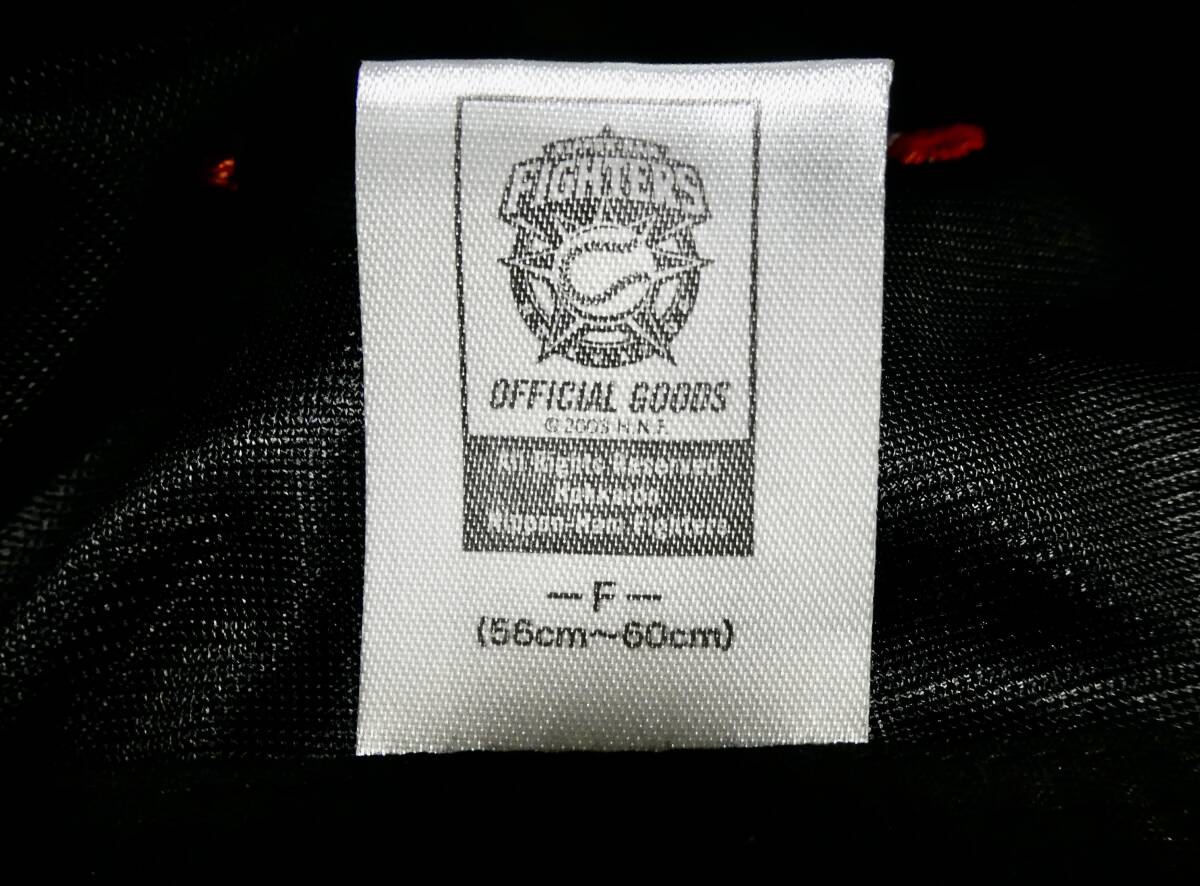 FIGHTERS
OFFICIAL GOODS
© 2003 H.N.F.
All Rights Reserved
Hokkaido
Nippon-Ham Fighters
— F —
(56cm〜60cm)